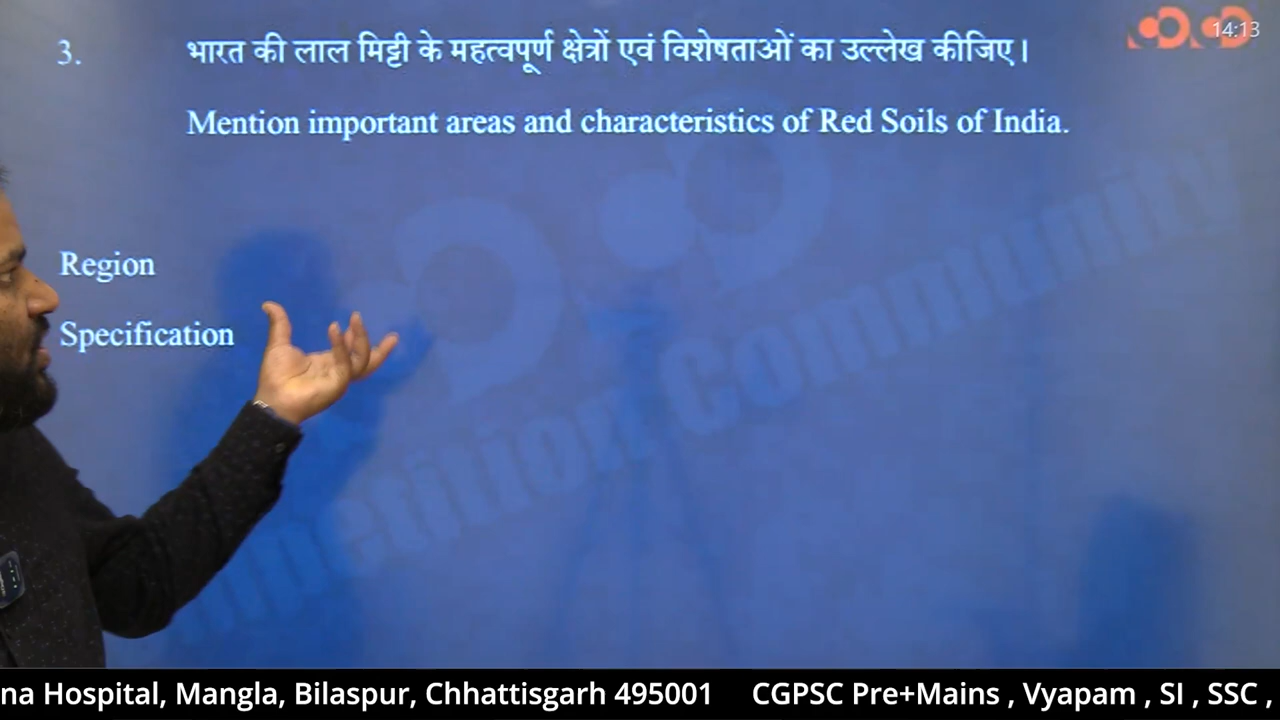 14:13
3. भारत की लाल मिट्टी के महत्वपूर्ण क्षेत्रों एवं विशेषताओं का उल्लेख कीजिए।
Mention important areas and characteristics of Red Soils of India.
Region
Specification
Community
na Hospital, Mangla, Bilaspur, Chhattisgarh 495001 CGPSC Pre+Mains , Vyapam , SI , SSC ,